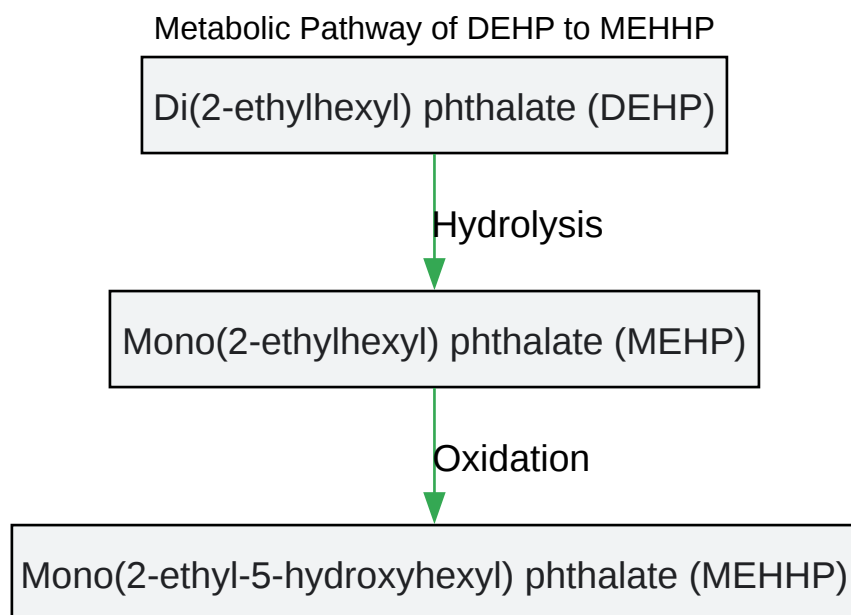 Metabolic Pathway of DEHP to MEHHP
Di(2-ethylhexyl) phthalate (DEHP)
Hydrolysis
Mono(2-ethylhexyl) phthalate (MEHP)
Oxidation
Mono(2-ethyl-5-hydroxyhexyl) phthalate (MEHHP)